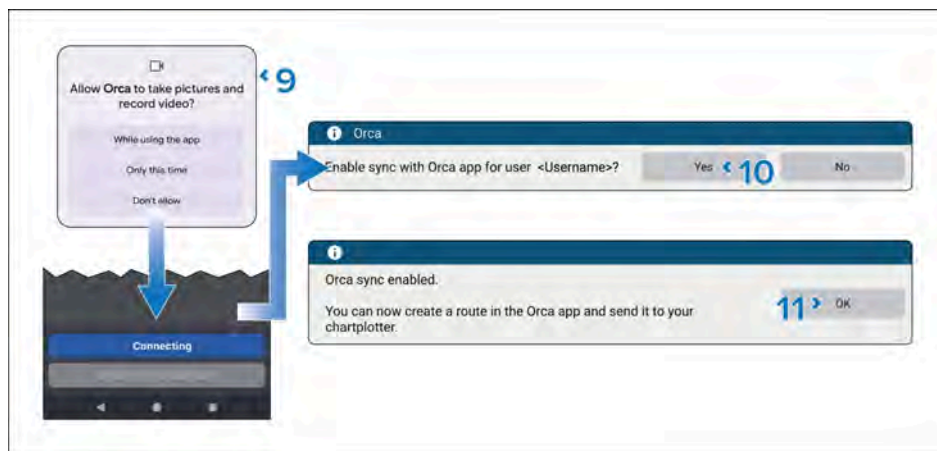 Allow Orca to take pictures and
record video?
While using the app
Only this time
Don't allow
9
Connecting
Orca
Enable sync with Orca app for user <Username>?
Yes
10
No
Orca sync enabled.
You can now create a route in the Orca app and send it to your
chartplotter.
11
OK